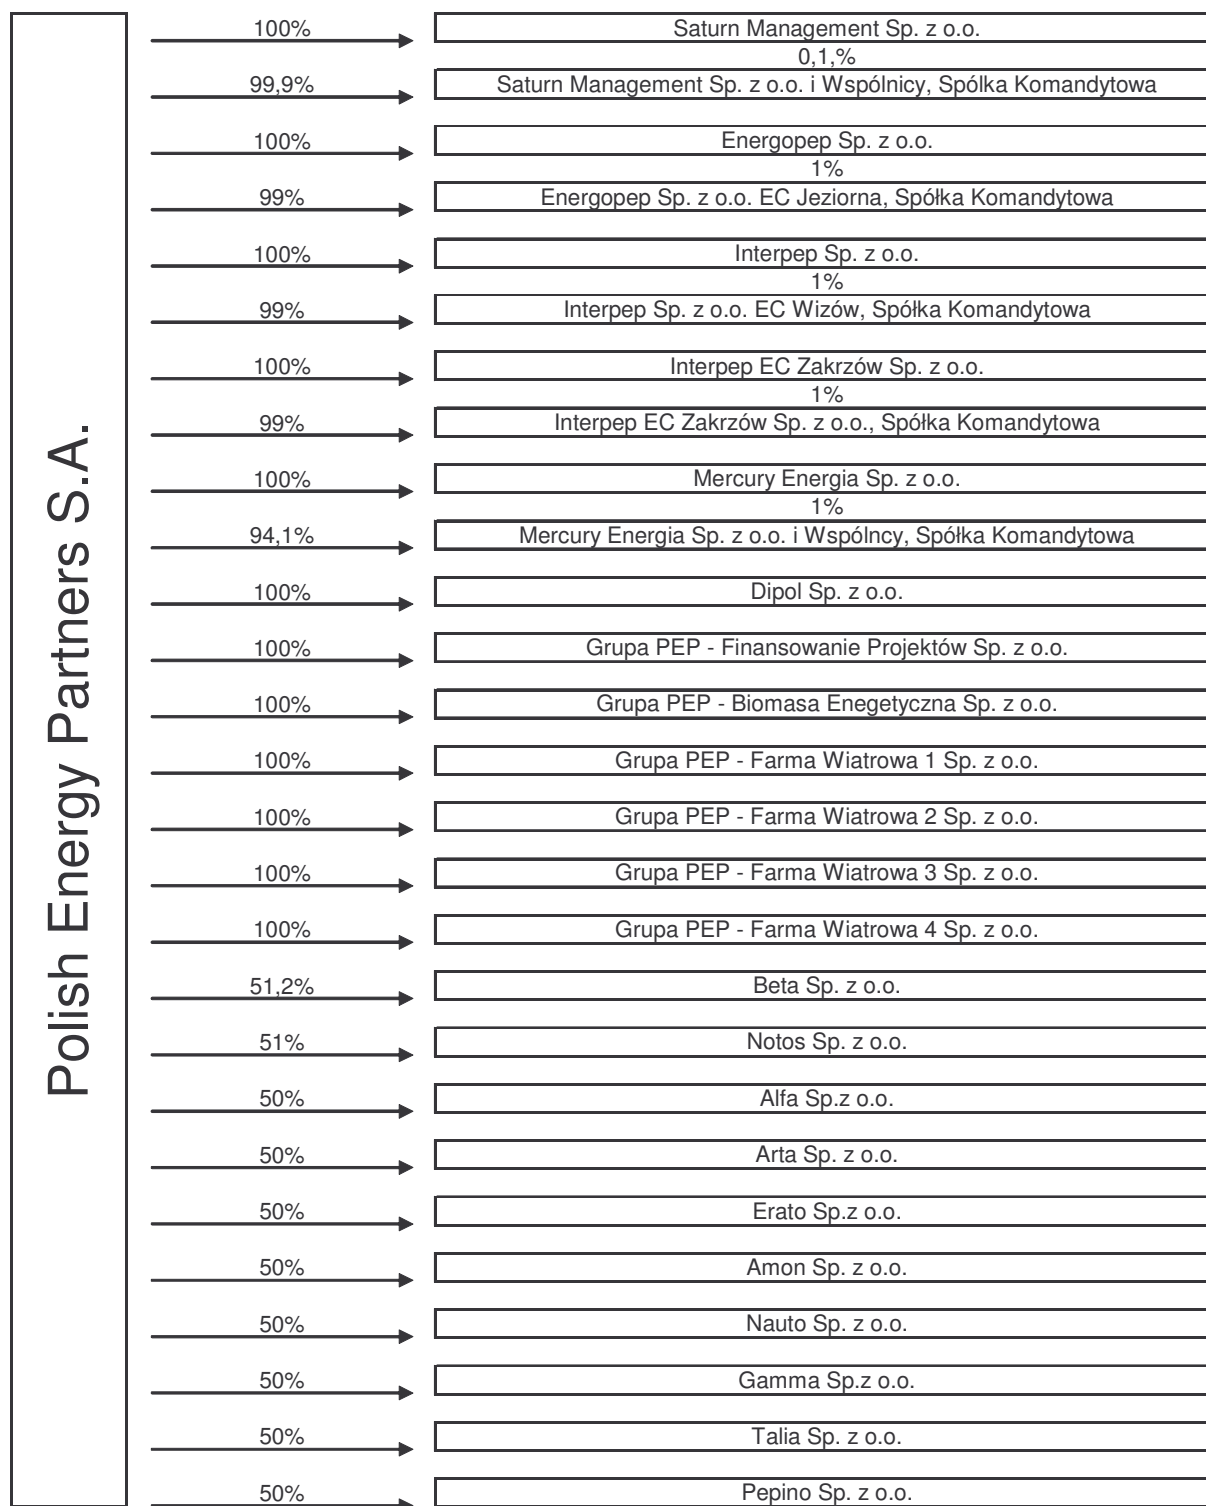 Polish Energy Partners S.A.
100% Saturn Management Sp. z o.o.
0,1,%
99,9% Saturn Management Sp. z o.o. i Wspólnicy, Spólka Komandytowa
100% Energopep Sp. z o.o.
1%
99% Energopep Sp. z o.o. EC Jeziorna, Spółka Komandytowa
100% Interpep Sp. z o.o.
1%
99% Interpep Sp. z o.o. EC Wizów, Spółka Komandytowa
100% Interpep EC Zakrzów Sp. z o.o.
1%
99% Interpep EC Zakrzów Sp. z o.o., Spółka Komandytowa
100% Mercury Energia Sp. z o.o.
1%
94,1% Mercury Energia Sp. z o.o. i Wspólncy, Spółka Komandytowa
100% Dipol Sp. z o.o.
100% Grupa PEP - Finansowanie Projektów Sp. z o.o.
100% Grupa PEP - Biomasa Enegetyczna Sp. z o.o.
100% Grupa PEP - Farma Wiatrowa 1 Sp. z o.o.
100% Grupa PEP - Farma Wiatrowa 2 Sp. z o.o.
100% Grupa PEP - Farma Wiatrowa 3 Sp. z o.o.
100% Grupa PEP - Farma Wiatrowa 4 Sp. z o.o.
51,2% Beta Sp. z o.o.
51% Notos Sp. z o.o.
50% Alfa Sp.z o.o.
50% Arta Sp. z o.o.
50% Erato Sp.z o.o.
50% Amon Sp. z o.o.
50% Nauto Sp. z o.o.
50% Gamma Sp.z o.o.
50% Talia Sp. z o.o.
50% Pepino Sp. z o.o.